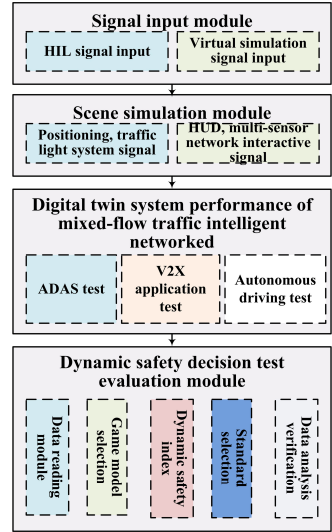 Signal input module
HIL signal input
Virtual simulation
signal input
Scene simulation module
Positioning, traffic
light system signal
HUD, multi-sensor
network interactive
signal
Digital twin system performance of
mixed-flow traffic intelligent
networked
ADAS test
V2X
application
test
Autonomous
driving test
Dynamic safety decision test
evaluation module
Data reading
module
Game model
selection
Dynamic safety
index
Standard
selection
Data analysis
verification